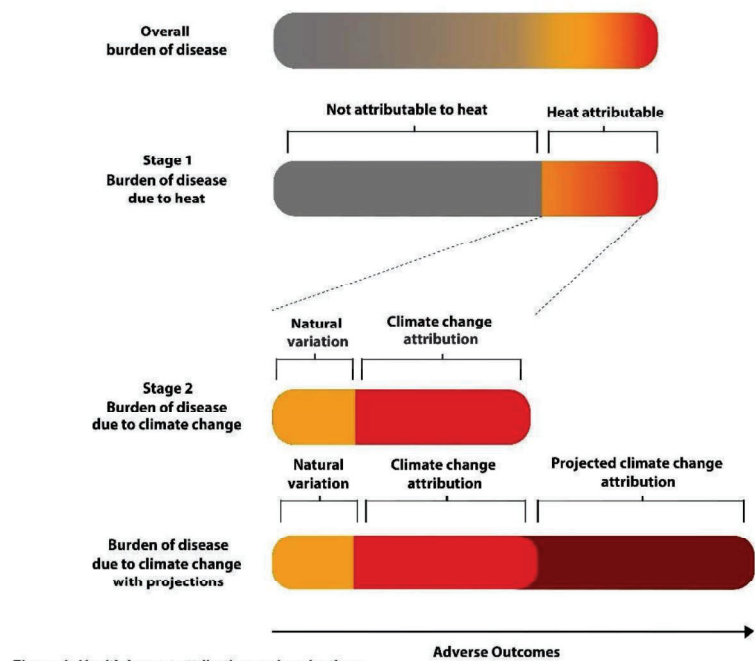 Overall
burden of disease
Not attributable to heat
Heat attributable
Stage 1
Burden of disease
due to heat
Natural
variation
Climate change
attribution
Stage 2
Burden of disease
due to climate change
Natural
variation
Climate change
attribution
Projected climate change
attribution
Burden of disease
due to climate change
with projections
Adverse Outcomes